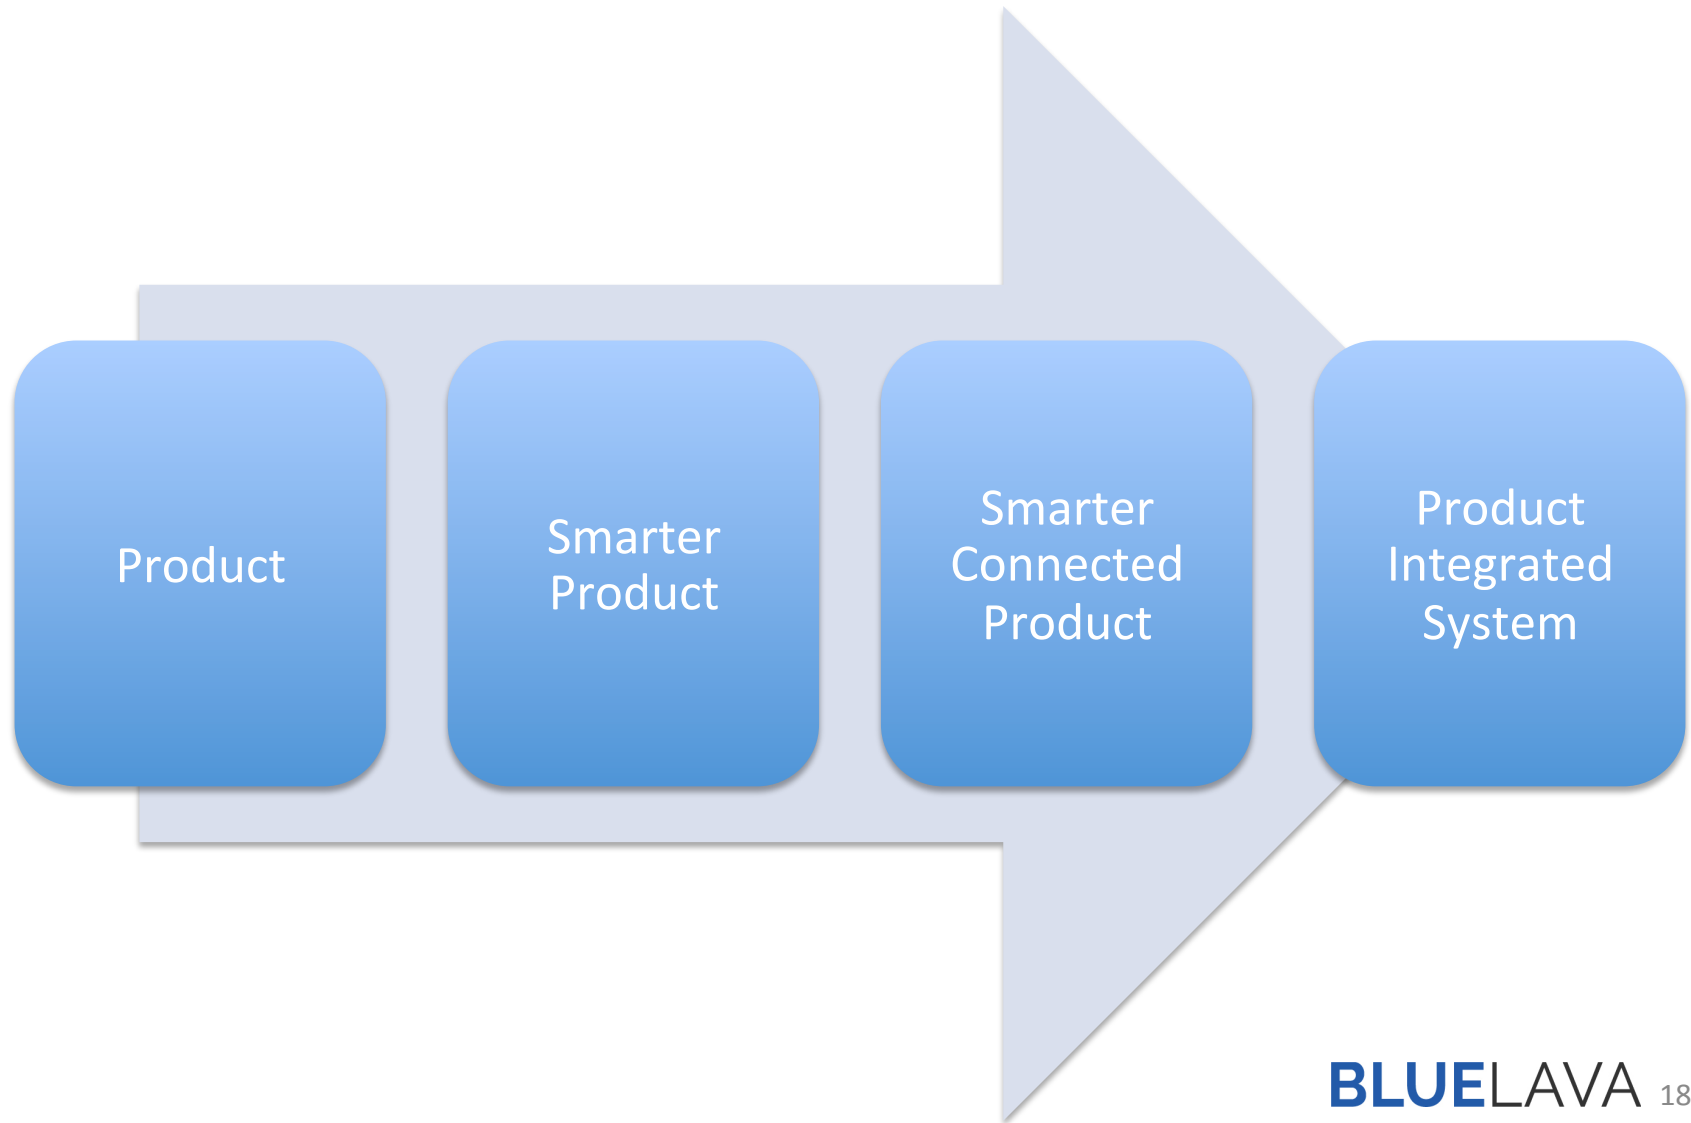 Product
Smarter
Product
Smarter
Connected
Product
Product
Integrated
System
BLUELAVA
18